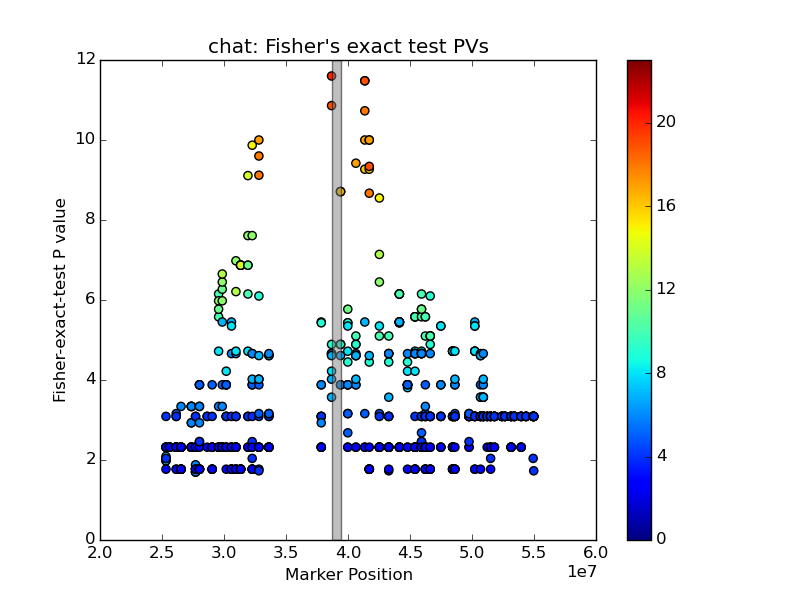 chat: Fisher's exact test PVs
12
10
8
6
4
2
0
Fisher-exact-test P value
2.0 2.5 3.0 3.5 4.0 4.5 5.0 5.5 6.0
1e7
Marker Position
20
16
12
8
4
0